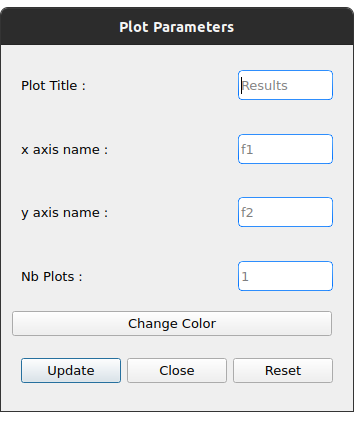 Plot Parameters
Plot Title : Results
x axis name : f1
y axis name : f2
Nb Plots : 1
Change Color
Update Close Reset